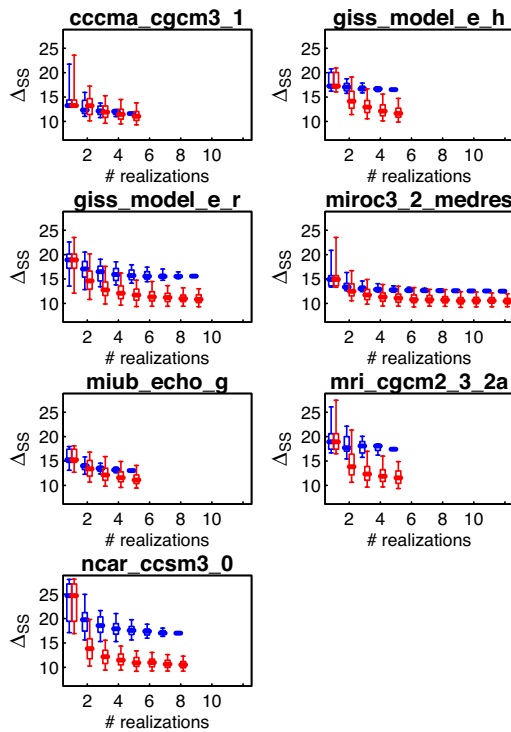 cccma_cgcm3_1
25
20
15
10
ΔSS
2 4 6 8 10
# realizations
giss_model_e_h
25
20
15
10
ΔSS
2 4 6 8 10
# realizations
giss_model_e_r
25
20
15
10
ΔSS
2 4 6 8 10
# realizations
miroc3_2_medres
25
20
15
10
ΔSS
2 4 6 8 10
# realizations
miub_echo_g
25
20
15
10
ΔSS
2 4 6 8 10
# realizations
mri_cgcm2_3_2a
25
20
15
10
ΔSS
2 4 6 8 10
# realizations
ncar_ccsm3_0
25
20
15
10
ΔSS
2 4 6 8 10
# realizations